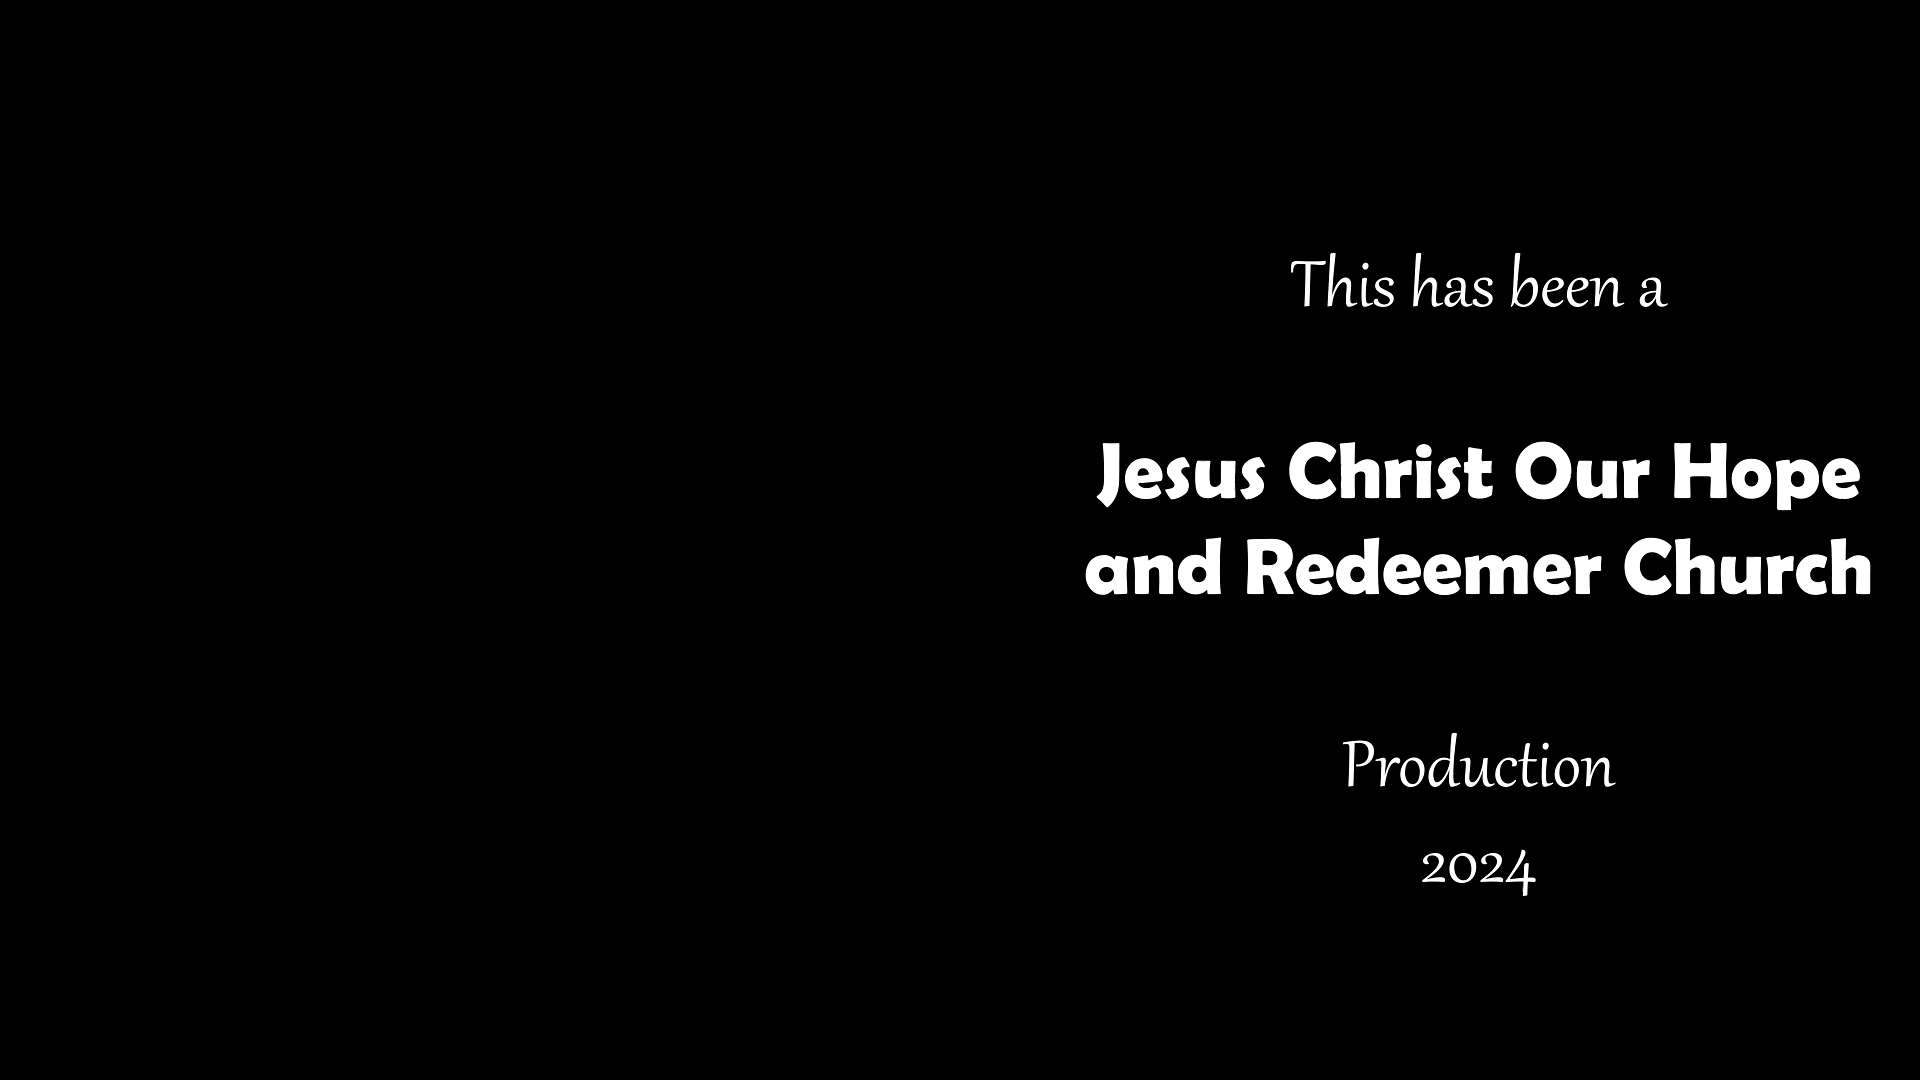 This has been a
Jesus Christ Our Hope
and Redeemer Church
Production
2024